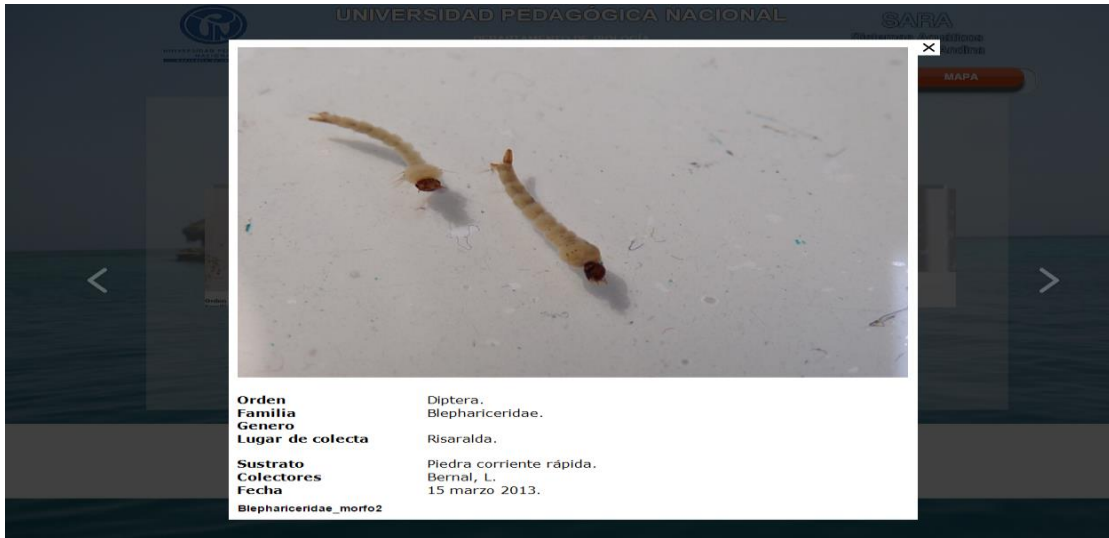 UNIVERSIDAD PEDAGÓGICA NACIONAL
SARA
MAPA
Orden Diptera.
Familia Blephariceridae.
Genero
Lugar de colecta Risaralda.
Sustrato Piedra corriente rápida.
Colectores Bernal, L.
Fecha 15 marzo 2013.
Blephariceridae_morfo2